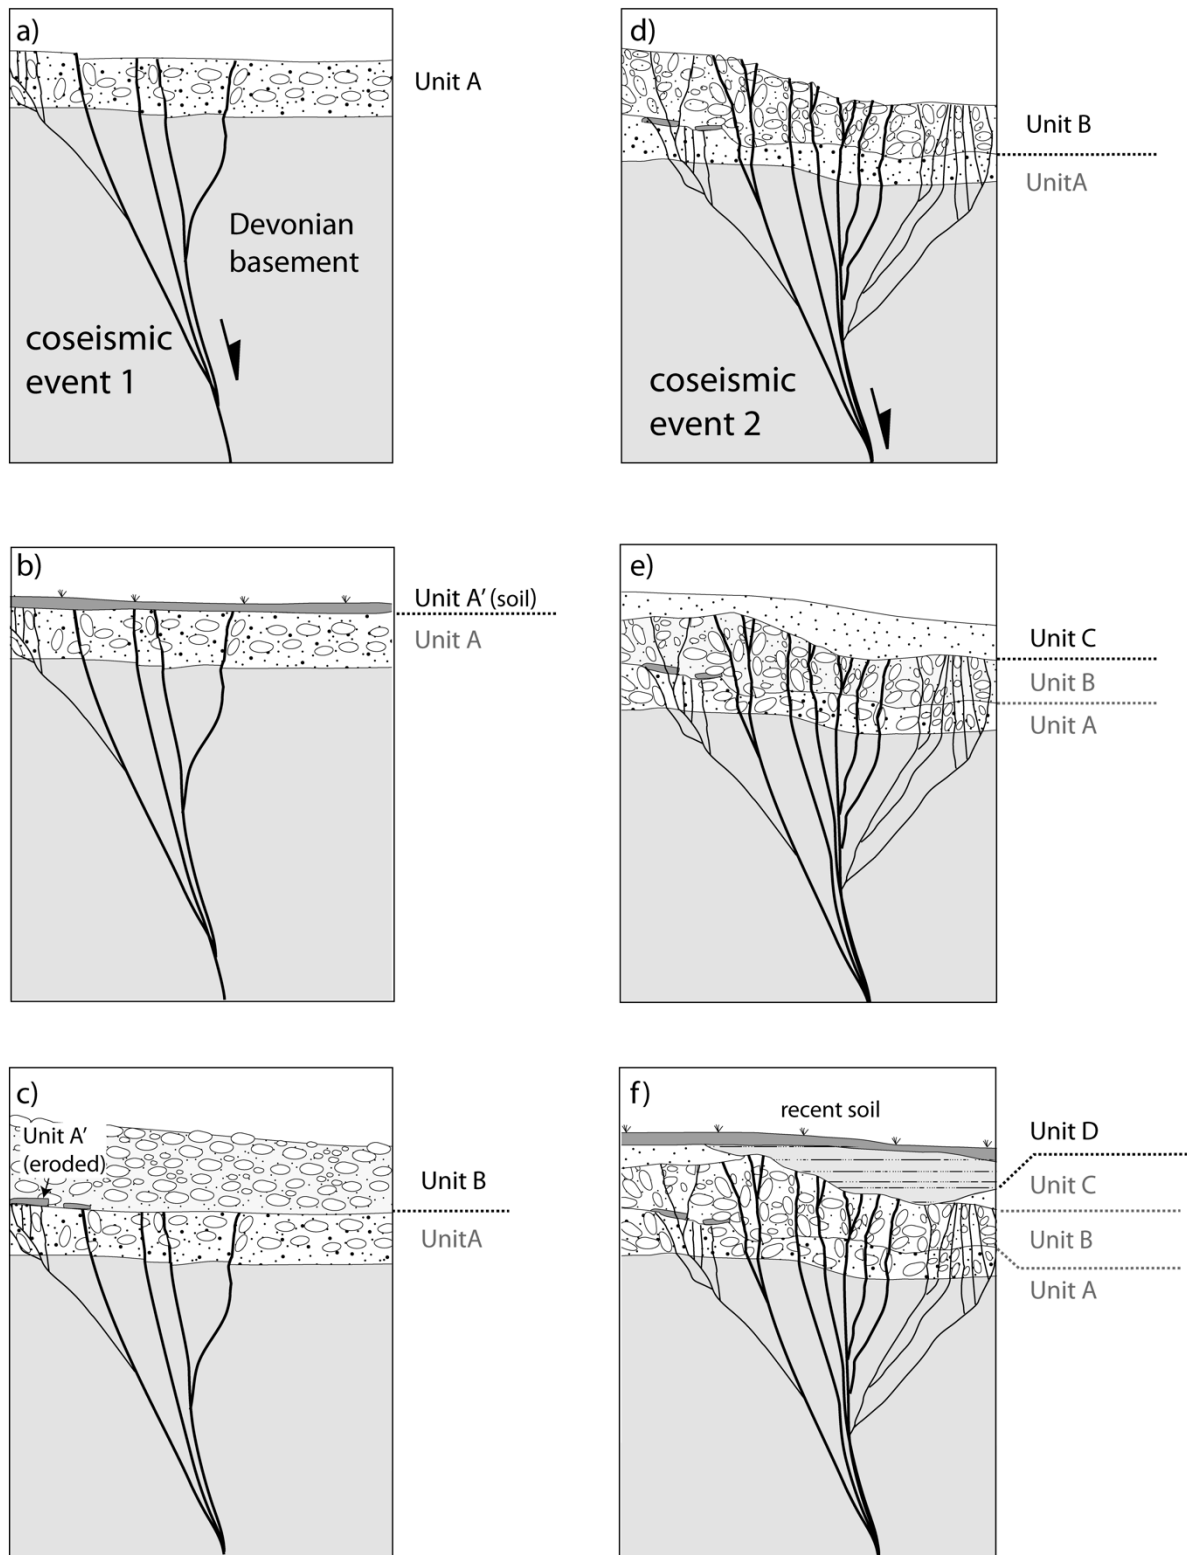 a)
Unit A
Devonian
basement
coseismic
event 1
b)
Unit A’ (soil)
Unit A
c)
Unit A’
(eroded)
Unit B
UnitA
d)
Unit B
UnitA
coseismic
event 2
e)
Unit C
Unit B
Unit A
f)
recent soil
Unit D
Unit C
Unit B
Unit A